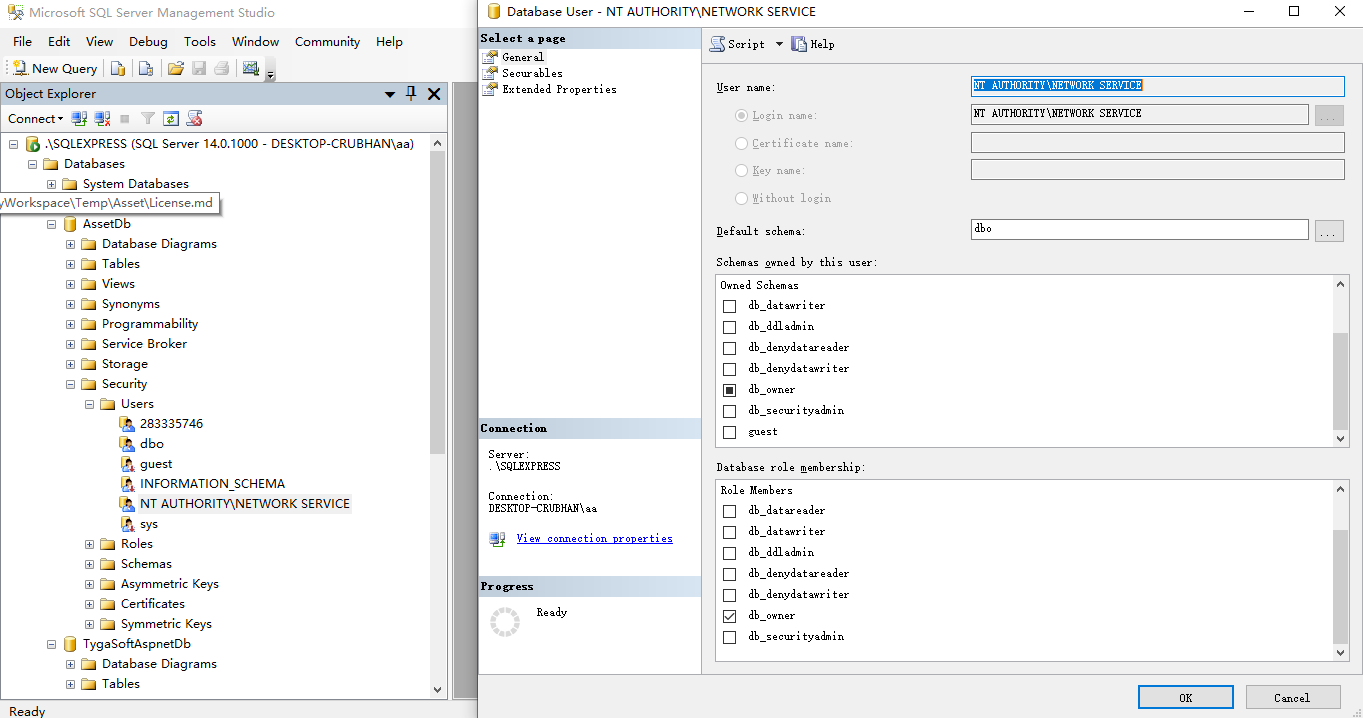 Microsoft SQL Server Management Studio
File Edit View Debug Tools Window Community Help
New Query
Object Explorer
Connect
.\SQLEXPRESS (SQL Server 14.0.1000 - DESKTOP-CRUBHAN\aa)
Databases
System Databases
yWorkspace\Temp\Asset\License.md
AssetDb
Database Diagrams
Tables
Views
Synonyms
Programmability
Service Broker
Storage
Security
Users
283335746
dbo
guest
INFORMATION_SCHEMA
NT AUTHORITY\NETWORK SERVICE
sys
Roles
Schemas
Asymmetric Keys
Certificates
Symmetric Keys
TygaSoftAspnetDb
Database Diagrams
Tables
Ready
Database User - NT AUTHORITY\NETWORK SERVICE
Select a page
General
Securables
Extended Properties
Connection
Server:
.\SQLEXPRESS
Connection:
DESKTOP-CRUBHAN\aa
View connection properties
Progress
Ready
Script Help
User name: NT AUTHORITY\NETWORK SERVICE
Login name: NT AUTHORITY\NETWORK SERVICE ...
Certificate name:
Key name:
Without login
Default schema: dbo ...
Schemas owned by this user:
Owned Schemas
db_datawriter
db_ddladmin
db_denydatareader
db_denydatawriter
db_owner
db_securityadmin
guest
Database role membership:
Role Members
db_datareader
db_datawriter
db_ddladmin
db_denydatareader
db_denydatawriter
db_owner
db_securityadmin
OK Cancel